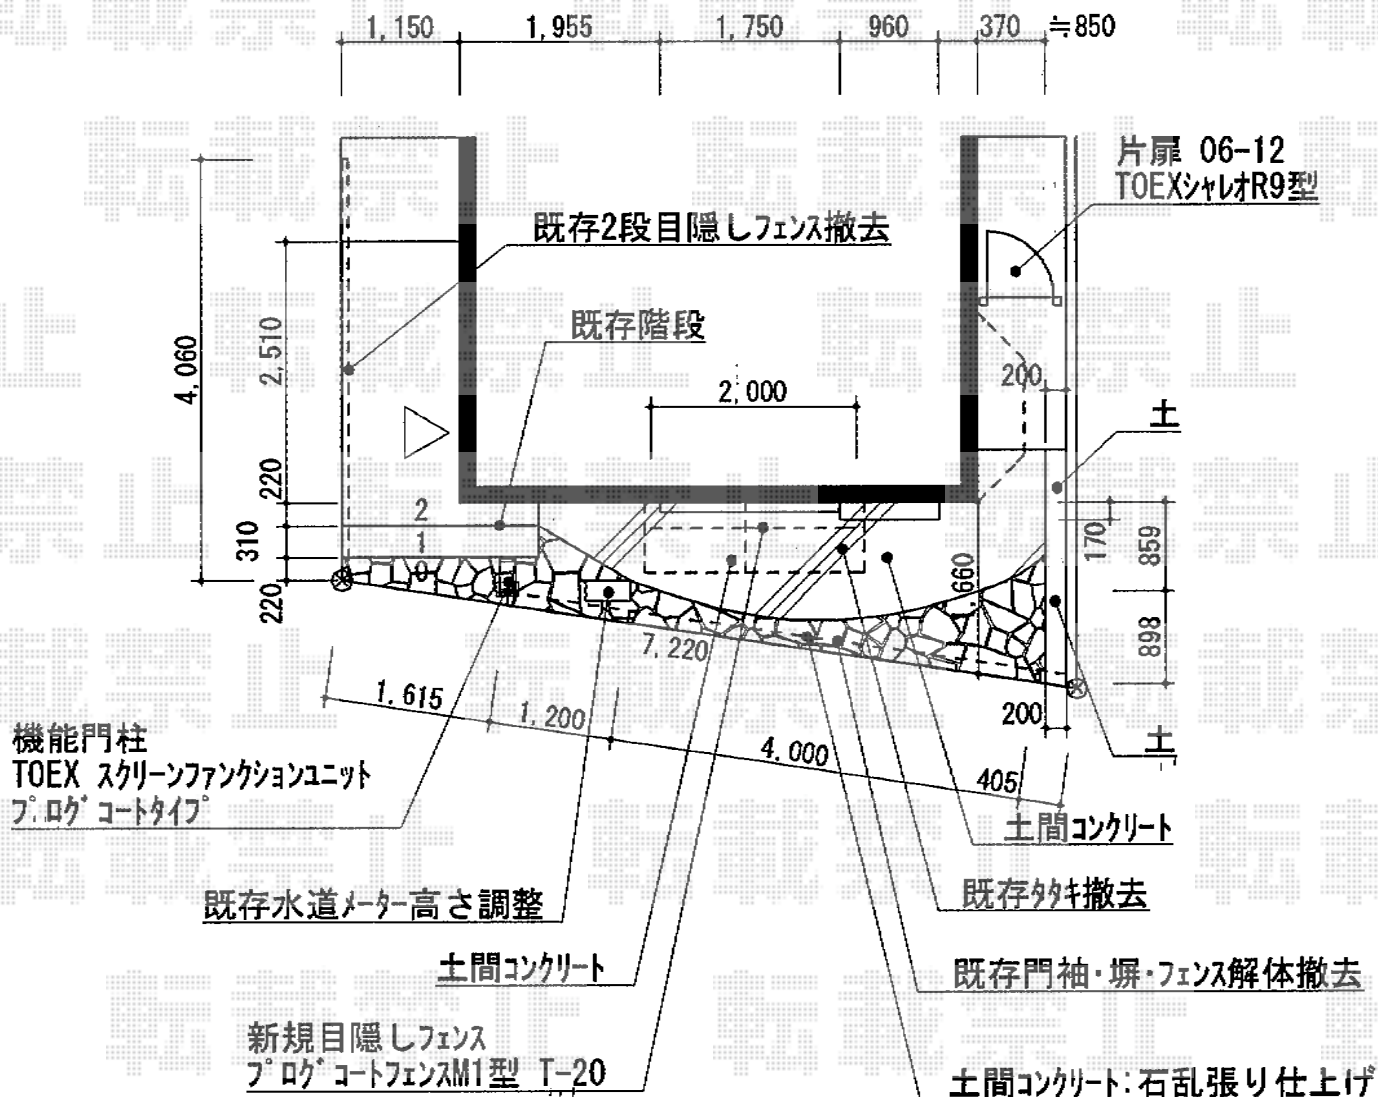 1,150
1,955
1,750
960
370
≒850
片扉 06-12
TOEXシャレオR9型
既存2段目隠しフェンス撤去
既存階段
4,060
2,510
2,000
200
土
220
310
220
2
1
0
660
170
859
898
7,220
1,615
1,200
4,000
405
200
土
機能門柱
TOEX スクリーンファンクションユニット
プログコートタイプ
土間コンクリート
既存タタキ撤去
既存水道メーター高さ調整
土間コンクリート
既存門袖・塀・フェンス解体撤去
新規目隠しフェンス
プログコートフェンスM1型 T-20
土間コンクリート:石乱張り仕上げ
転載禁止